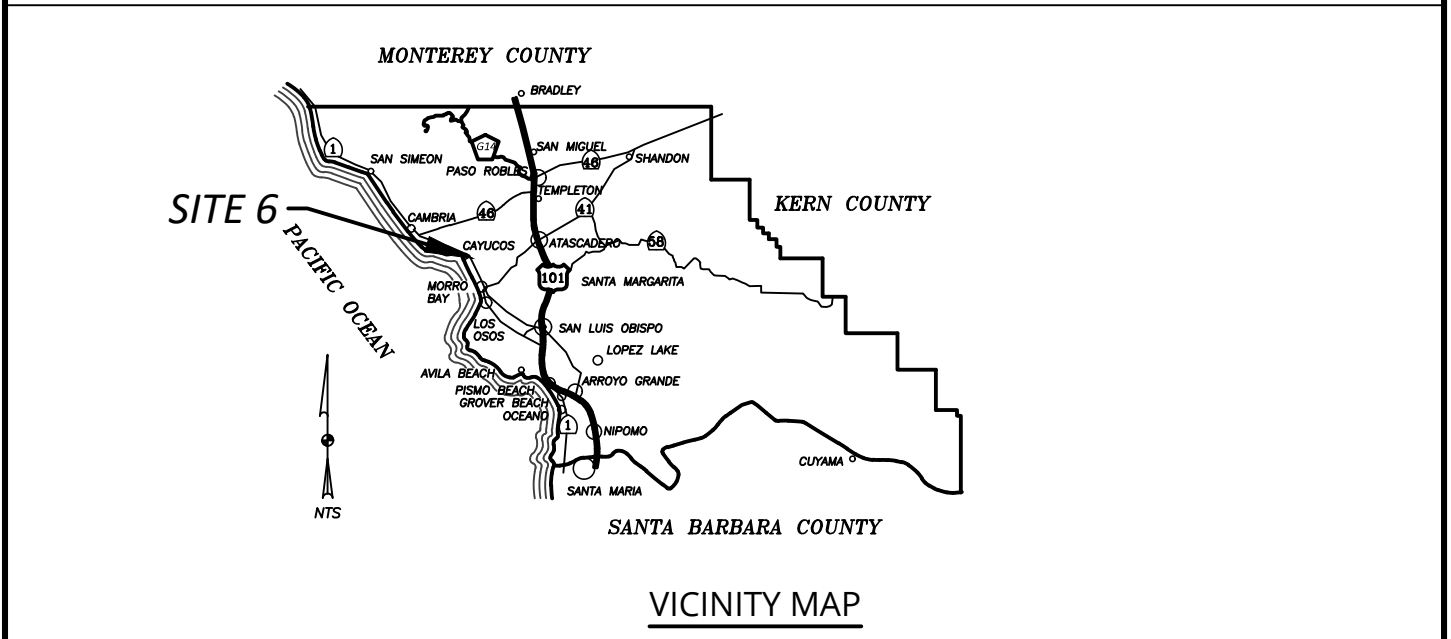 MONTEREY COUNTY
BRADLEY
1
G14
SAN MIGUEL
SAN SIMEON
46
SHANDON
PASO ROBLES
TEMPLETON
KERN COUNTY
SITE 6
CAMBRIA
46
41
PACIFIC OCEAN
CAYUCOS
ATASCADERO
58
101
SANTA MARGARITA
MORRO
BAY
LOS
OSOS
SAN LUIS OBISPO
LOPEZ LAKE
AVILA BEACH
ARROYO GRANDE
PISMO BEACH
GROVER BEACH
OCEANO
1
NIPOMO
CUYAMA
SANTA MARIA
NTS
SANTA BARBARA COUNTY
VICINITY MAP